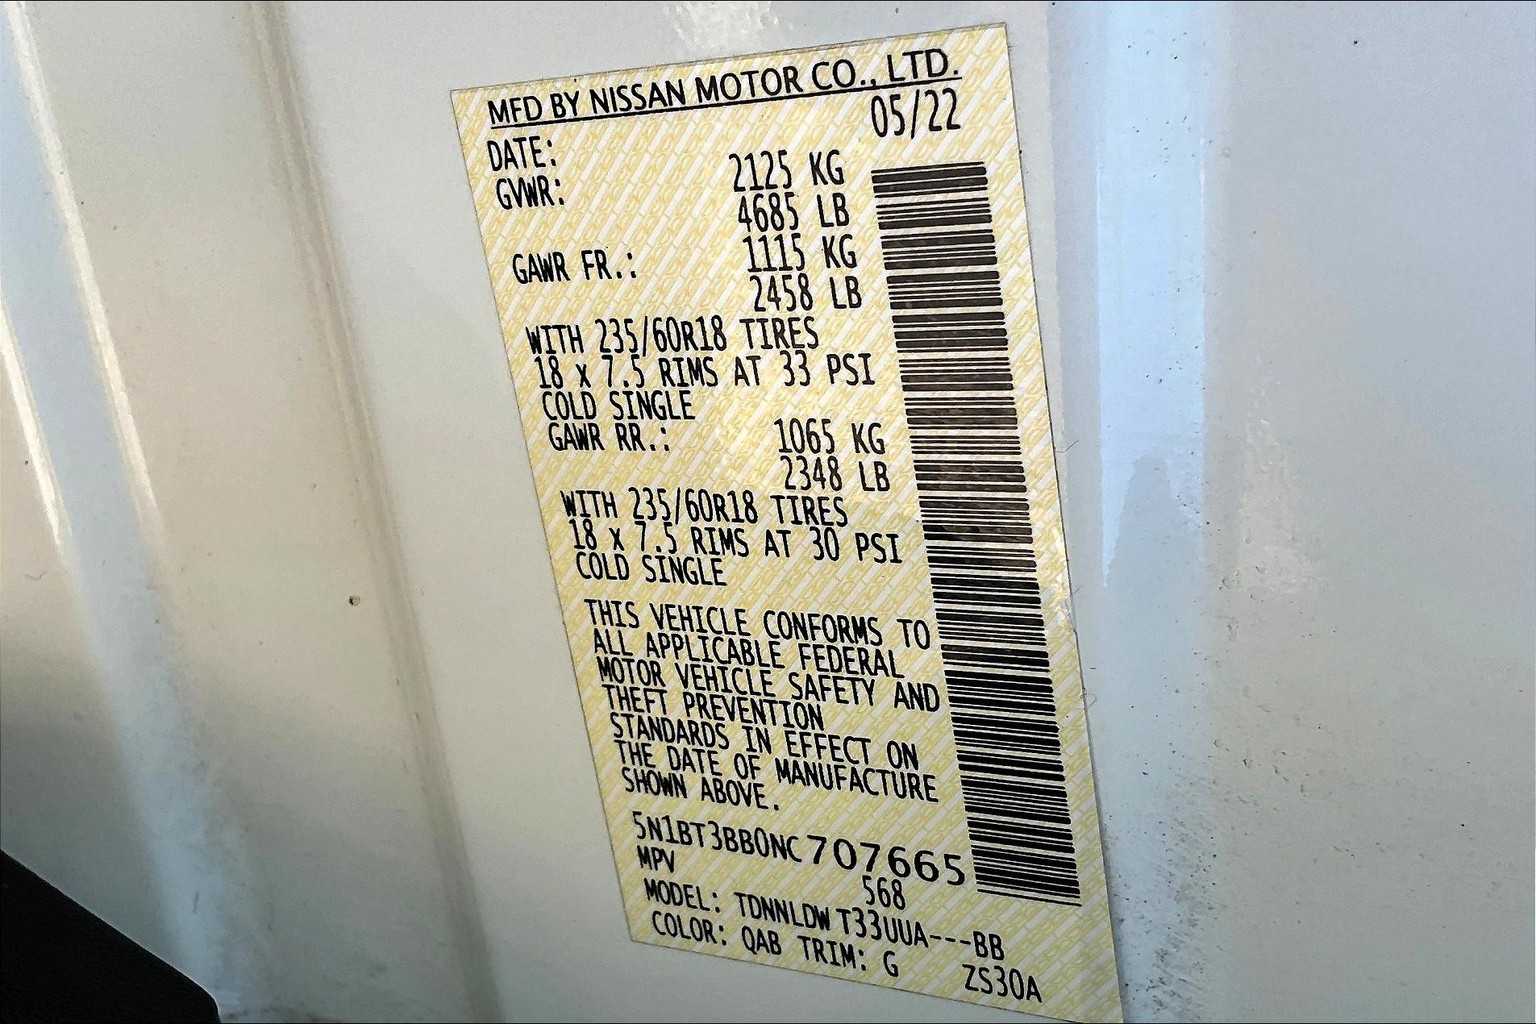 MFD BY NISSAN MOTOR CO., LTD.
DATE: 05/22
GVWR: 2125 KG
4685 LB
GAWR FR.: 1115 KG
2458 LB
WITH 235/60R18 TIRES
18 x 7.5 RIMS AT 33 PSI
COLD SINGLE
GAWR RR.: 1065 KG
2348 LB
WITH 235/60R18 TIRES
18 x 7.5 RIMS AT 30 PSI
COLD SINGLE
THIS VEHICLE CONFORMS TO
ALL APPLICABLE FEDERAL
MOTOR VEHICLE SAFETY AND
THEFT PREVENTION
STANDARDS IN EFFECT ON
THE DATE OF MANUFACTURE
SHOWN ABOVE.
5N1BT3BB0NC707665
MPV 568
MODEL: TDNNLDW T33UUA---BB
COLOR: QAB TRIM: G ZS30A